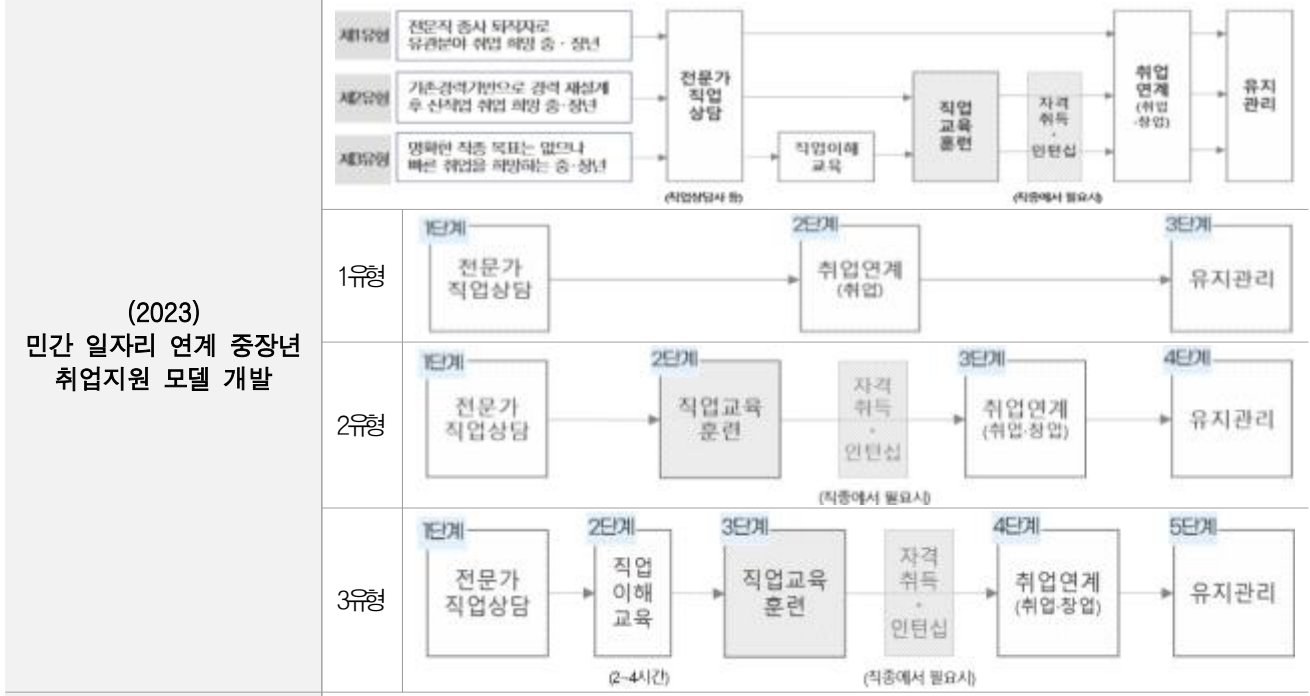 (2023)
민간 일자리 연계 중장년
취업지원 모델 개발
제1유형
전문직 종사 퇴직자로
유관분야 취업 희망 중·장년
제2유형
기존경력기반으로 경력 재설계
후 신직업 취업 희망 중·장년
제3유형
명확한 직종 목표는 없으나
빠른 취업을 희망하는 중·장년
전문가
직업
상담
(직업상담사 등)
직업이해
교육
직업
교육
훈련
자격
취득
·
인턴십
(직종에서 필요시)
취업
연계
(취업
·창업)
유지
관리
1유형
1단계
전문가
직업상담
2단계
취업연계
(취업)
3단계
유지관리
2유형
1단계
전문가
직업상담
2단계
직업교육
훈련
자격
취득
·
인턴십
(직종에서 필요시)
3단계
취업연계
(취업·창업)
4단계
유지관리
3유형
1단계
전문가
직업상담
2단계
직업
이해
교육
(2~4시간)
3단계
직업교육
훈련
자격
취득
·
인턴십
(직종에서 필요시)
4단계
취업연계
(취업·창업)
5단계
유지관리